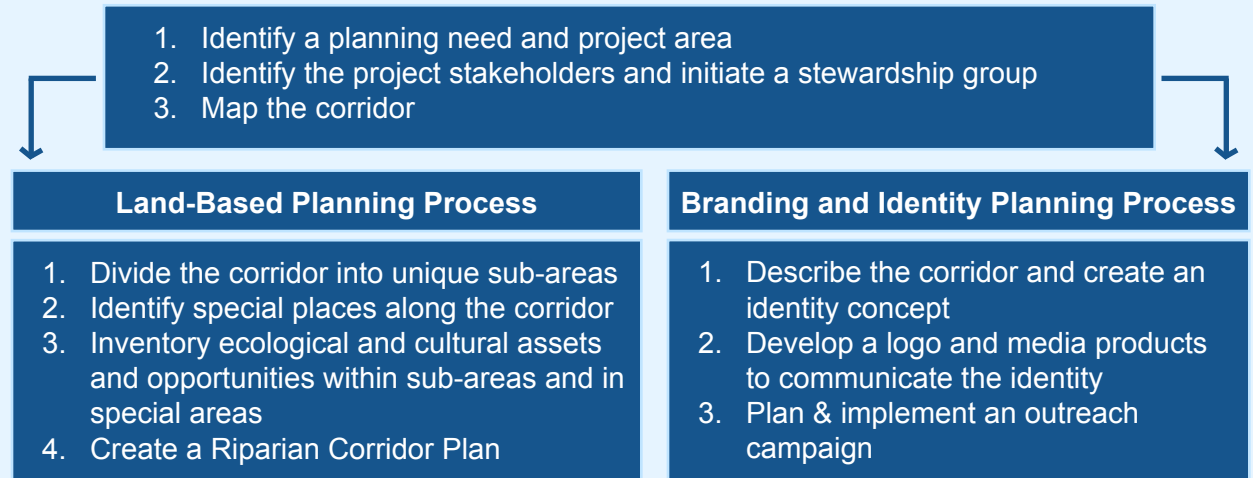 1. Identify a planning need and project area
2. Identify the project stakeholders and initiate a stewardship group
3. Map the corridor
Land-Based Planning Process
1. Divide the corridor into unique sub-areas
2. Identify special places along the corridor
3. Inventory ecological and cultural assets
and opportunities within sub-areas and in
special areas
4. Create a Riparian Corridor Plan
Branding and Identity Planning Process
1. Describe the corridor and create an
identity concept
2. Develop a logo and media products
to communicate the identity
3. Plan & implement an outreach
campaign